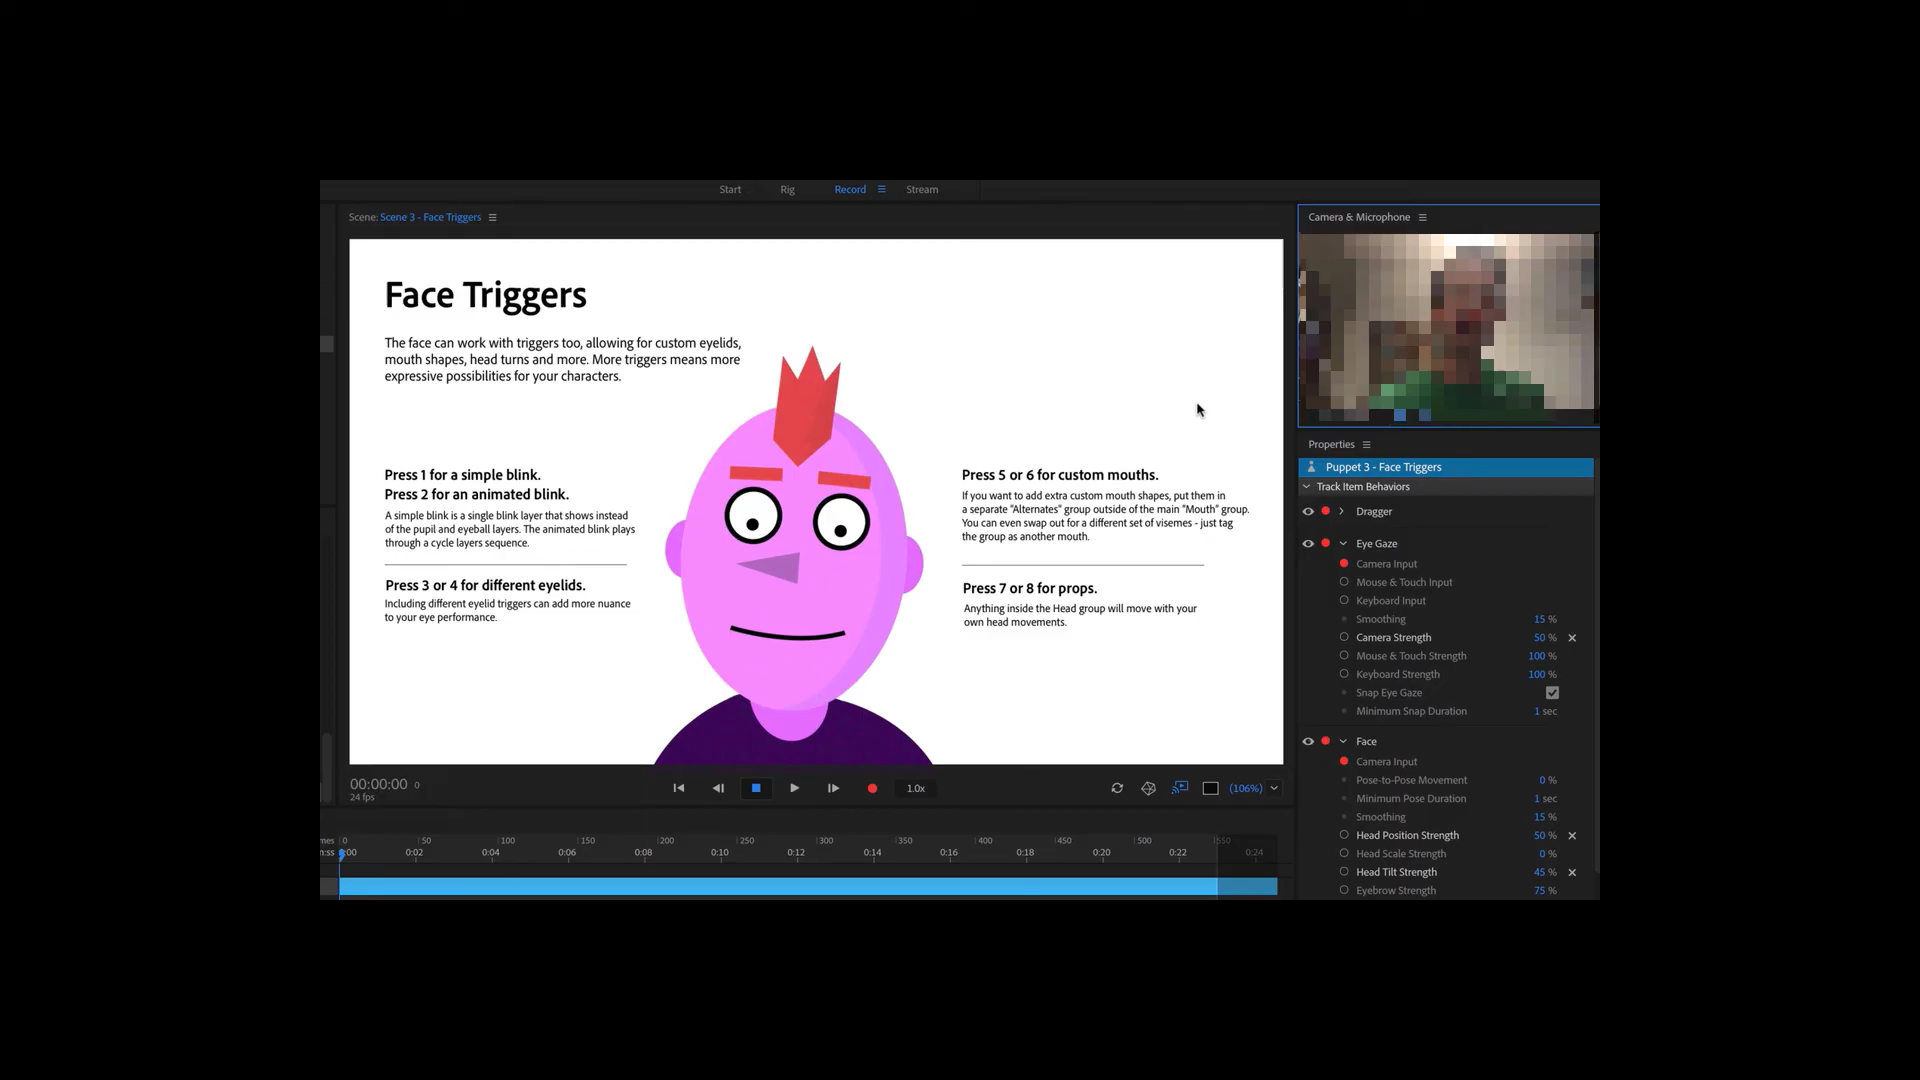 Start
Rig
Record
Stream
Scene: Scene 3 - Face Triggers
Camera & Microphone
Face Triggers
The face can work with triggers too, allowing for custom eyelids,
mouth shapes, head turns and more. More triggers means more
expressive possibilities for your characters.
Press 1 for a simple blink.
Press 2 for an animated blink.
A simple blink is a single blink layer that shows instead
of the pupil and eyeball layers. The animated blink plays
through a cycle layers sequence.
Press 3 or 4 for different eyelids.
Including different eyelid triggers can add more nuance
to your eye performance.
Press 5 or 6 for custom mouths.
If you want to add extra custom mouth shapes, put them in
a separate "Alternates" group outside of the main "Mouth" group.
You can even swap out for a different set of visemes - just tag
the group as another mouth.
Press 7 or 8 for props.
Anything inside the Head group will move with your
own head movements.
Properties
Puppet 3 - Face Triggers
Track Item Behaviors
Dragger
Eye Gaze
Camera Input
Mouse & Touch Input
Keyboard Input
Smoothing 15 %
Camera Strength 50 %
Mouse & Touch Strength 100 %
Keyboard Strength 100 %
Snap Eye Gaze
Minimum Snap Duration 1 sec
Face
Camera Input
Pose-to-Pose Movement 0 %
Minimum Pose Duration 1 sec
Smoothing 15 %
Head Position Strength 50 %
Head Scale Strength 0 %
Head Tilt Strength 45 %
Eyebrow Strength 75 %
00:00:00 0
24 fps
1.0x
(106%)
mes 0 50 100 150 200 250 300 350 400 450 500 550
n:ss 0:00 0:02 0:04 0:06 0:08 0:10 0:12 0:14 0:16 0:18 0:20 0:22 0:24